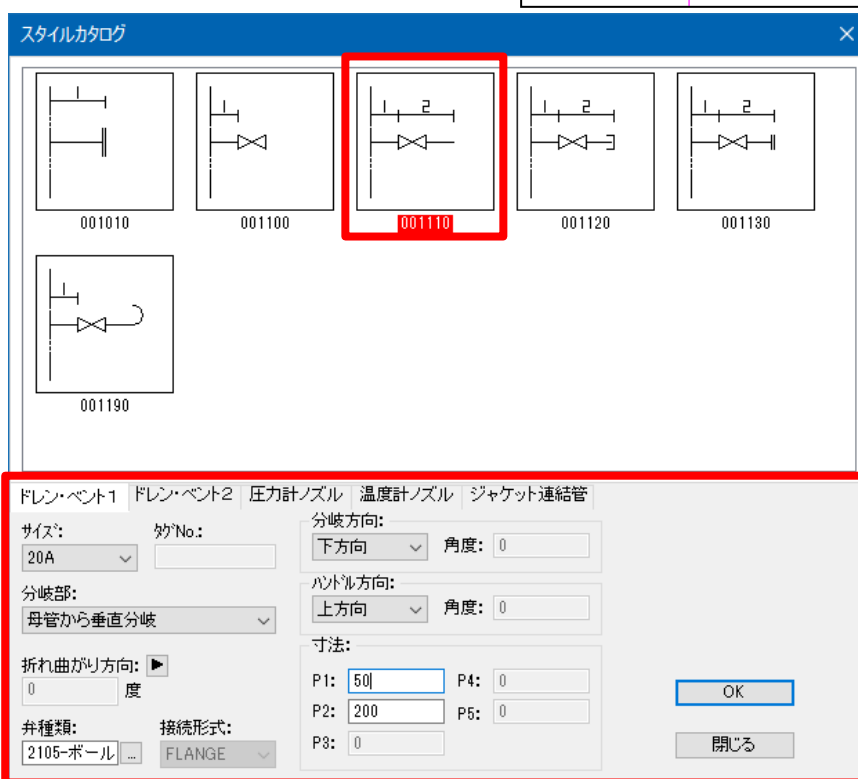 スタイルカタログ
1
1
1 2
1 2
1 2
001010 001100 001110 001120 001130
1
001190
ドレン・ベント1 ドレン・ベント2 圧力計ノズル 温度計ノズル ジャケット連結管
サイズ: タグNo.: 分岐方向:
20A 下方向 角度: 0
分岐部: ハンドル方向:
母管から垂直分岐 上方向 角度: 0
折れ曲がり方向: 寸法:
0 度 P1: 50 P4: 0
P2: 200 P5: 0
OK
弁種類: 接続形式:
2105-ボール ... FLANGE P3: 0
閉じる